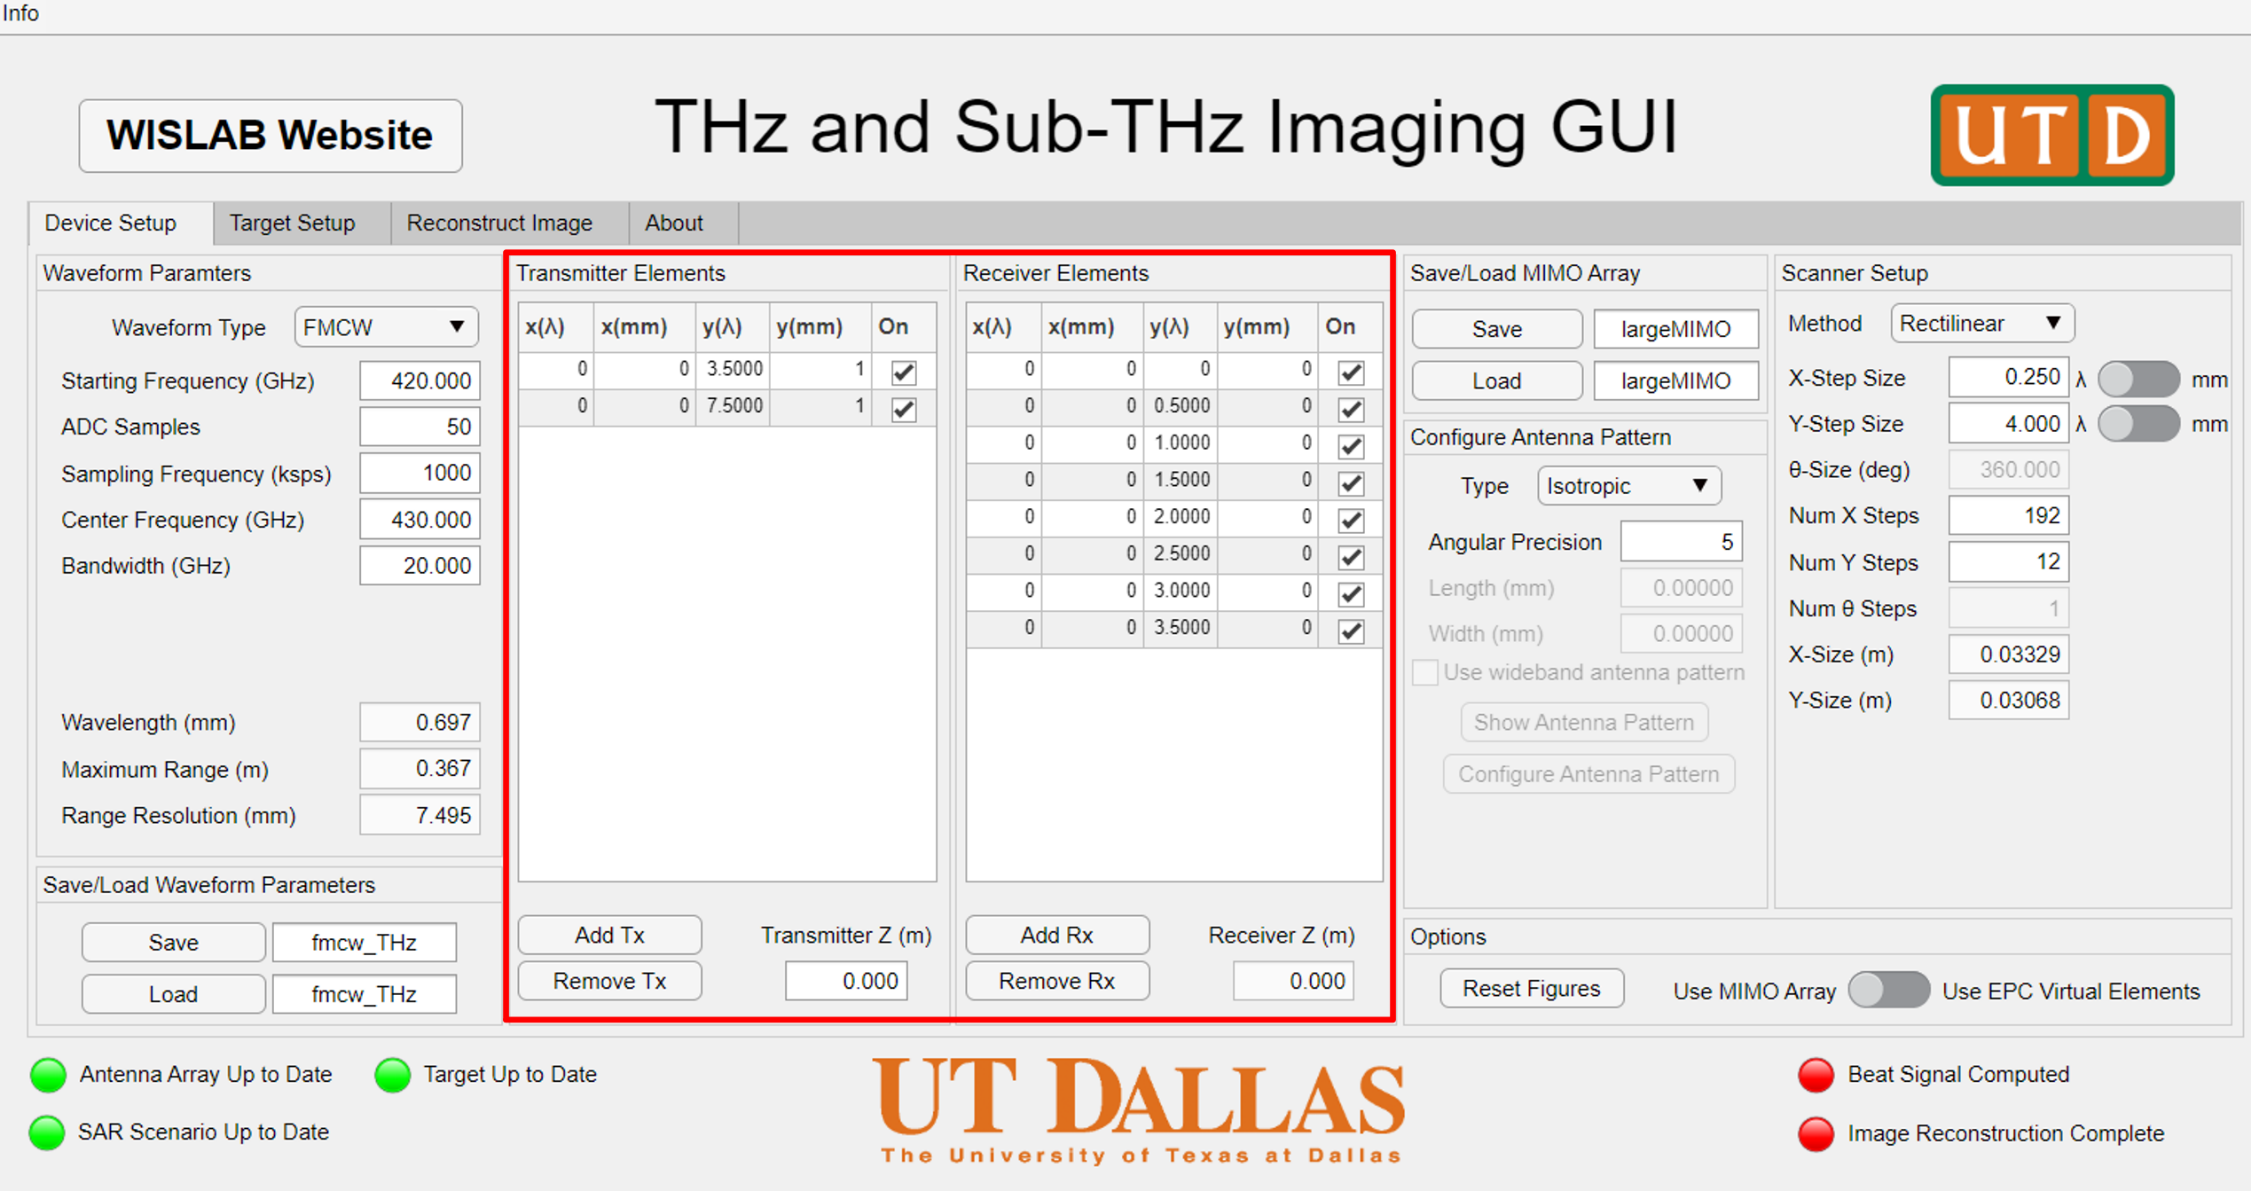 Info
WISLAB Website
THz and Sub-THz Imaging GUI
UTD
Device Setup
Target Setup
Reconstruct Image
About
Waveform Paramters
Waveform Type FMCW
Starting Frequency (GHz) 420.000
ADC Samples 50
Sampling Frequency (ksps) 1000
Center Frequency (GHz) 430.000
Bandwidth (GHz) 20.000
Wavelength (mm) 0.697
Maximum Range (m) 0.367
Range Resolution (mm) 7.495
Save/Load Waveform Parameters
Save fmcw_THz
Load fmcw_THz
Transmitter Elements
x(λ) x(mm) y(λ) y(mm) On
0 0 3.5000 1
0 0 7.5000 1
Add Tx
Remove Tx
Transmitter Z (m)
0.000
Receiver Elements
x(λ) x(mm) y(λ) y(mm) On
0 0 0 0
0 0 0.5000 0
0 0 1.0000 0
0 0 1.5000 0
0 0 2.0000 0
0 0 2.5000 0
0 0 3.0000 0
0 0 3.5000 0
Add Rx
Remove Rx
Receiver Z (m)
0.000
Save/Load MIMO Array
Save largeMIMO
Load largeMIMO
Configure Antenna Pattern
Type Isotropic
Angular Precision 5
Length (mm) 0.00000
Width (mm) 0.00000
Use wideband antenna pattern
Show Antenna Pattern
Configure Antenna Pattern
Scanner Setup
Method Rectilinear
X-Step Size 0.250 λ mm
Y-Step Size 4.000 λ mm
θ-Size (deg) 360.000
Num X Steps 192
Num Y Steps 12
Num θ Steps 1
X-Size (m) 0.03329
Y-Size (m) 0.03068
Options
Reset Figures
Use MIMO Array Use EPC Virtual Elements
Antenna Array Up to Date
Target Up to Date
SAR Scenario Up to Date
UT DALLAS
The University of Texas at Dallas
Beat Signal Computed
Image Reconstruction Complete